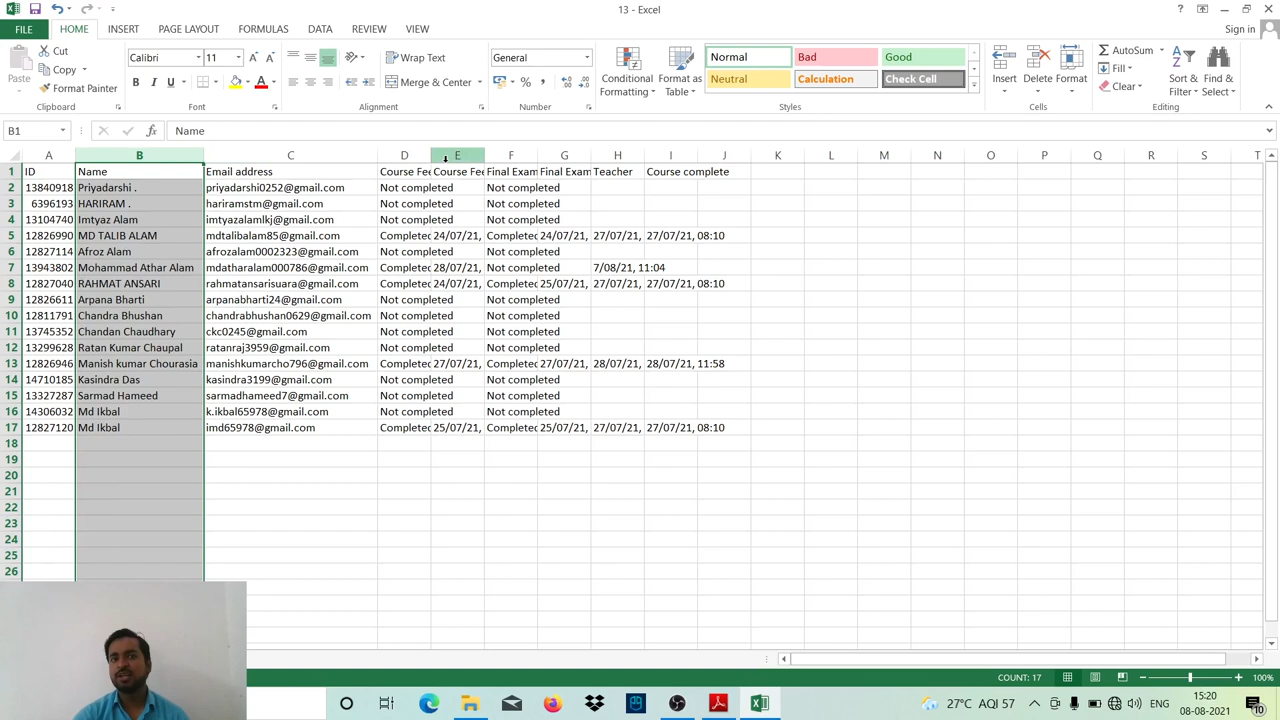 13 - Excel
Sign in
FILE HOME INSERT PAGE LAYOUT FORMULAS DATA REVIEW VIEW
Paste Cut Copy Format Painter Clipboard
Calibri 11 B I U A Font
Wrap Text Merge & Center Alignment
General % , Number
Conditional Formatting Format as Table
Normal Bad Good
Neutral Calculation Check Cell
Styles
Insert Delete Format Cells
AutoSum Fill Clear Sort & Filter Find & Select Editing
B1 fx Name
A B C D E F G H I J K L M N O P Q R S T
1 ID Name Email address Course Fee Course Fee Final Exam Final Exam Teacher Course complete
2 13840918 Priyadarshi . priyadarshi0252@gmail.com Not completed Not completed
3 6396193 HARIRAM . hariramstm@gmail.com Not completed Not completed
4 13104740 Imtyaz Alam imtyazalamlkj@gmail.com Not completed Not completed
5 12826990 MD TALIB ALAM mdtalibalam85@gmail.com Completed 24/07/21, Completed 24/07/21, 27/07/21, 27/07/21, 08:10
6 12827114 Afroz Alam afrozalam0002323@gmail.com Not completed Not completed
7 13943802 Mohammad Athar Alam mdatharalam000786@gmail.com Completed 28/07/21, Not completed 7/08/21, 11:04
8 12827040 RAHMAT ANSARI rahmatansarisuara@gmail.com Completed 24/07/21, Completed 25/07/21, 27/07/21, 27/07/21, 08:10
9 12826611 Arpana Bharti arpanabharti24@gmail.com Not completed Not completed
10 12811791 Chandra Bhushan chandrabhushan0629@gmail.com Not completed Not completed
11 13745352 Chandan Chaudhary ckc0245@gmail.com Not completed Not completed
12 13299628 Ratan Kumar Chaupal ratanraj3959@gmail.com Not completed Not completed
13 12826946 Manish kumar Chourasia manishkumarcho796@gmail.com Completed 27/07/21, Completed 27/07/21, 28/07/21, 28/07/21, 11:58
14 14710185 Kasindra Das kasindra3199@gmail.com Not completed Not completed
15 13327287 Sarmad Hameed sarmadhameed7@gmail.com Not completed Not completed
16 14306032 Md Ikbal k.ikbal65978@gmail.com Not completed Not completed
17 12827120 Md Ikbal imd65978@gmail.com Completed 25/07/21, Completed 25/07/21, 27/07/21, 27/07/21, 08:10
18
19
20
21
22
23
24
25
26
COUNT: 17 100%
27°C AQI 57 ENG 15:20
08-08-2021 10